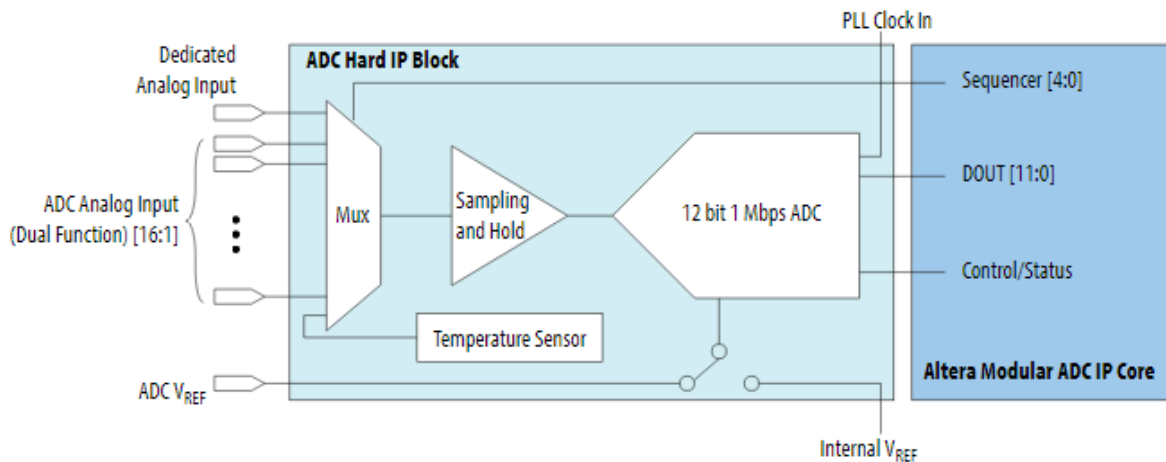 PLL Clock In
Dedicated
Analog Input
ADC Hard IP Block
Sequencer [4:0]
Mux
Sampling
and Hold
12 bit 1 Mbps ADC
DOUT [11:0]
ADC Analog Input
(Dual Function) [16:1]
Control/Status
Temperature Sensor
ADC VREF
Altera Modular ADC IP Core
Internal VREF